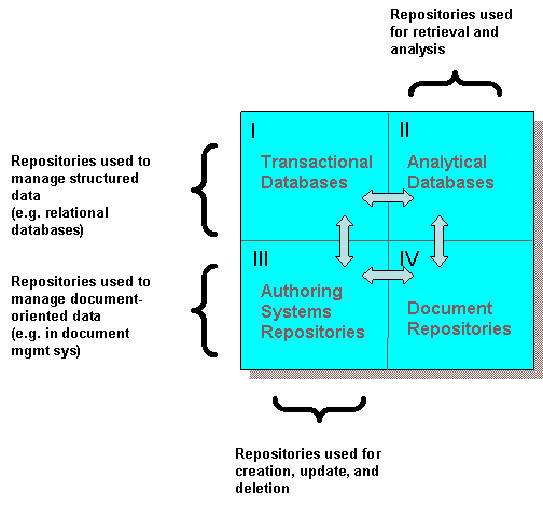 Repositories used
for retrieval and
analysis
I
II
Transactional
Databases
Analytical
Databases
Repositories used to
manage structured
data
(e.g. relational
databases)
III
IV
Authoring
Systems
Repositories
Document
Repositories
Repositories used to
manage document-
oriented data
(e.g. in document
mgmt sys)
Repositories used for
creation, update, and
deletion